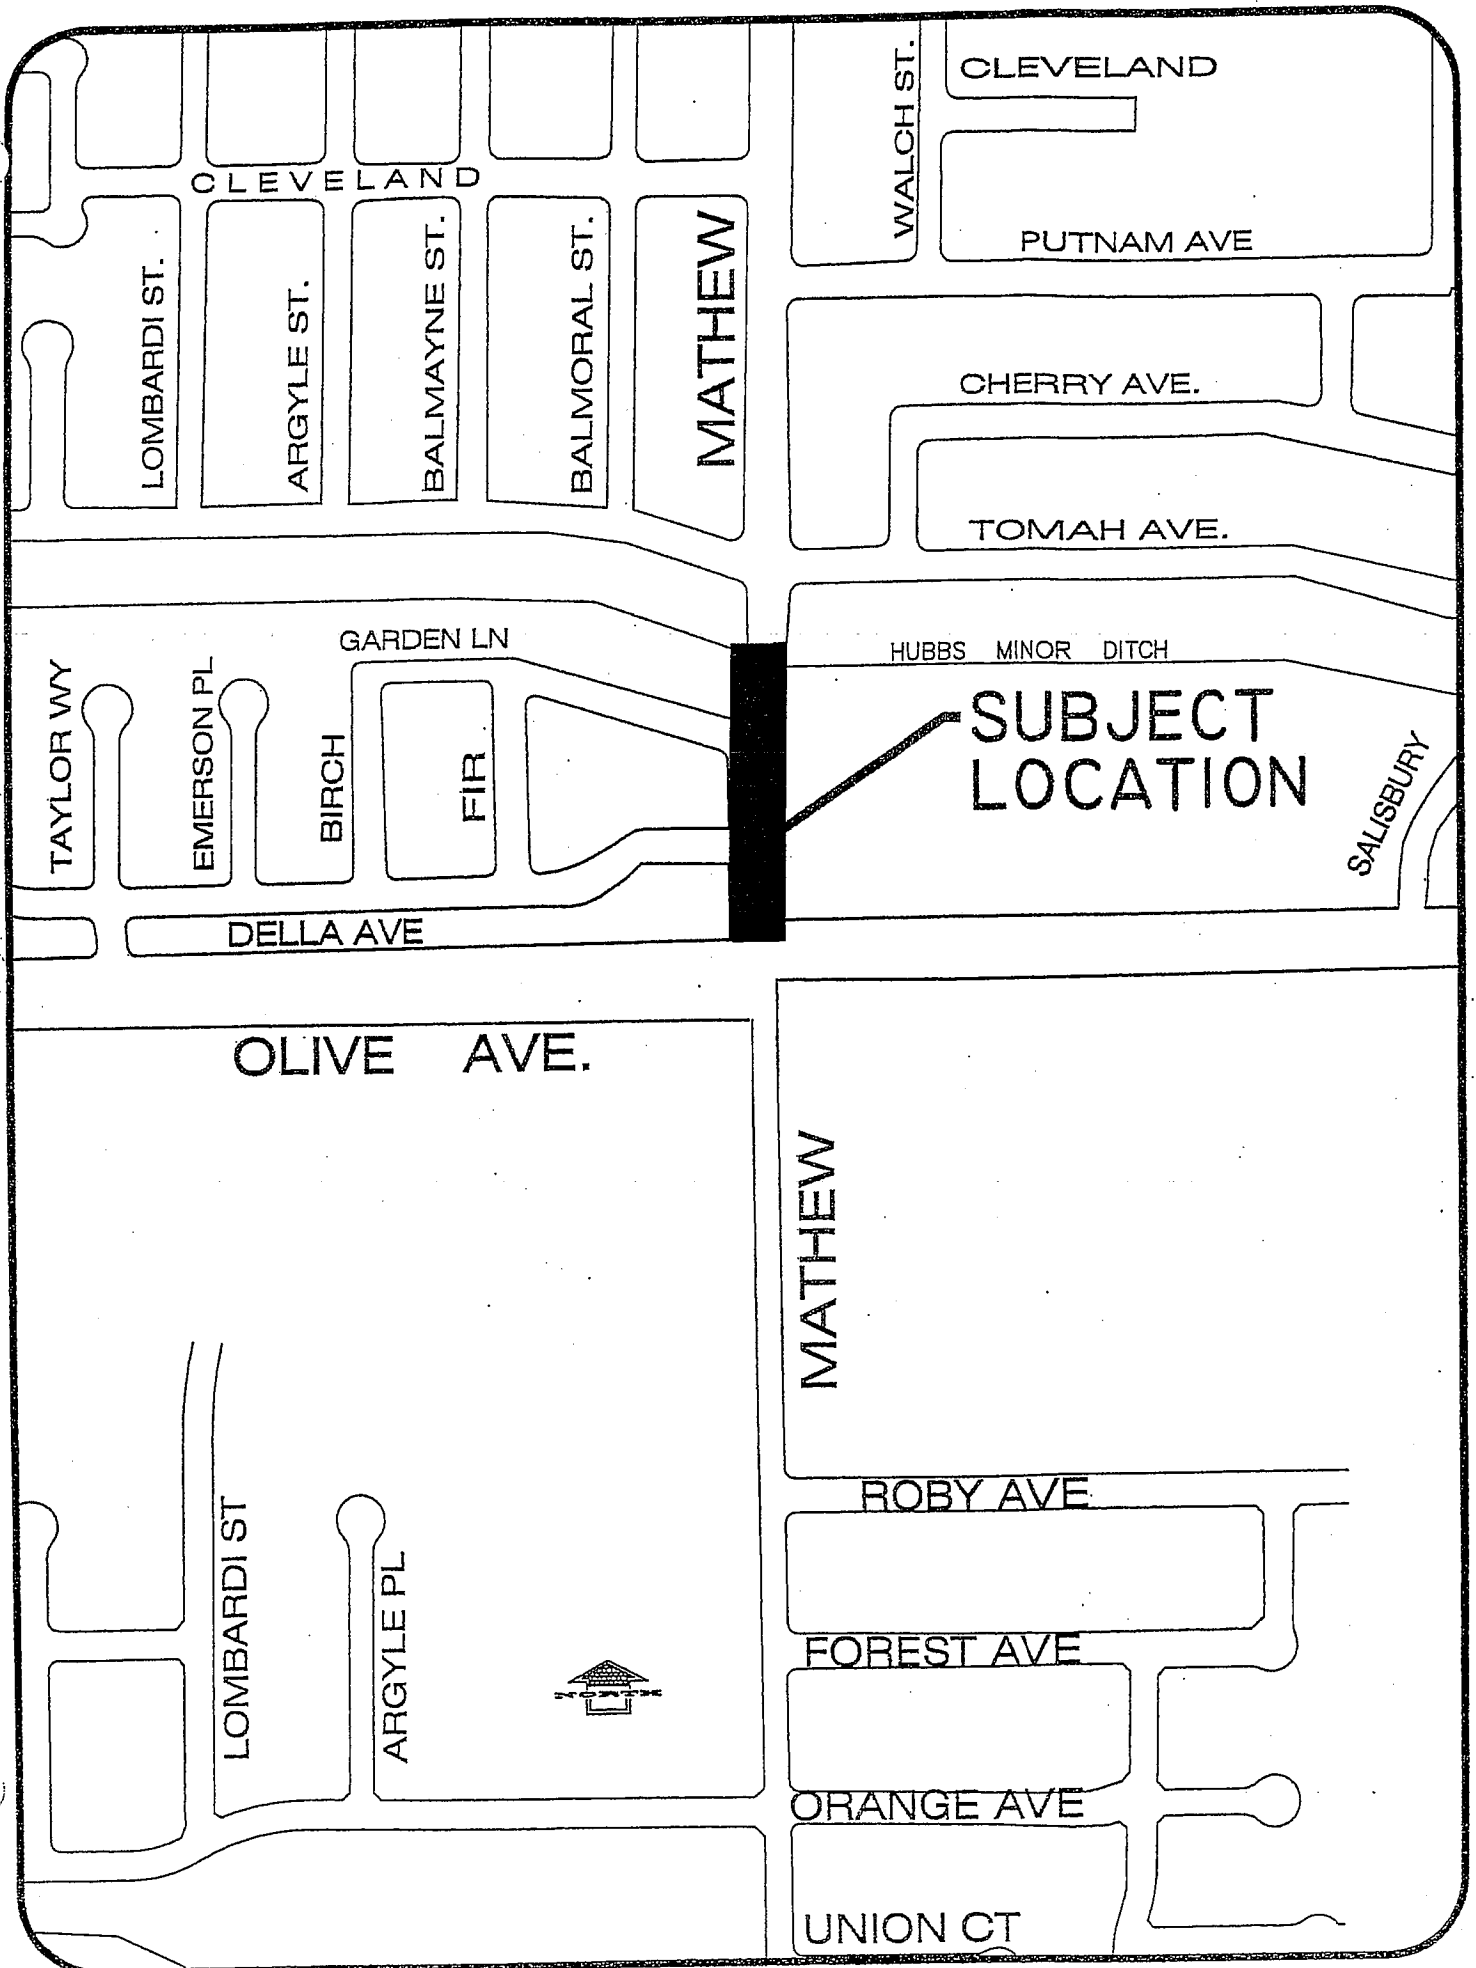 CLEVELAND
WALCH ST.
CLEVELAND
PUTNAM AVE
LOMBARDI ST.
ARGYLE ST.
BALMAYNE ST.
BALMORAL ST.
MATHEW
CHERRY AVE.
TOMAH AVE.
GARDEN LN
HUBBS MINOR DITCH
TAYLOR WY
EMERSON PL
BIRCH
FIR
SUBJECT
LOCATION
SALISBURY
DELLA AVE
OLIVE AVE.
MATHEW
ROBY AVE
LOMBARDI ST
ARGYLE PL
FOREST AVE
NORTH
ORANGE AVE
UNION CT